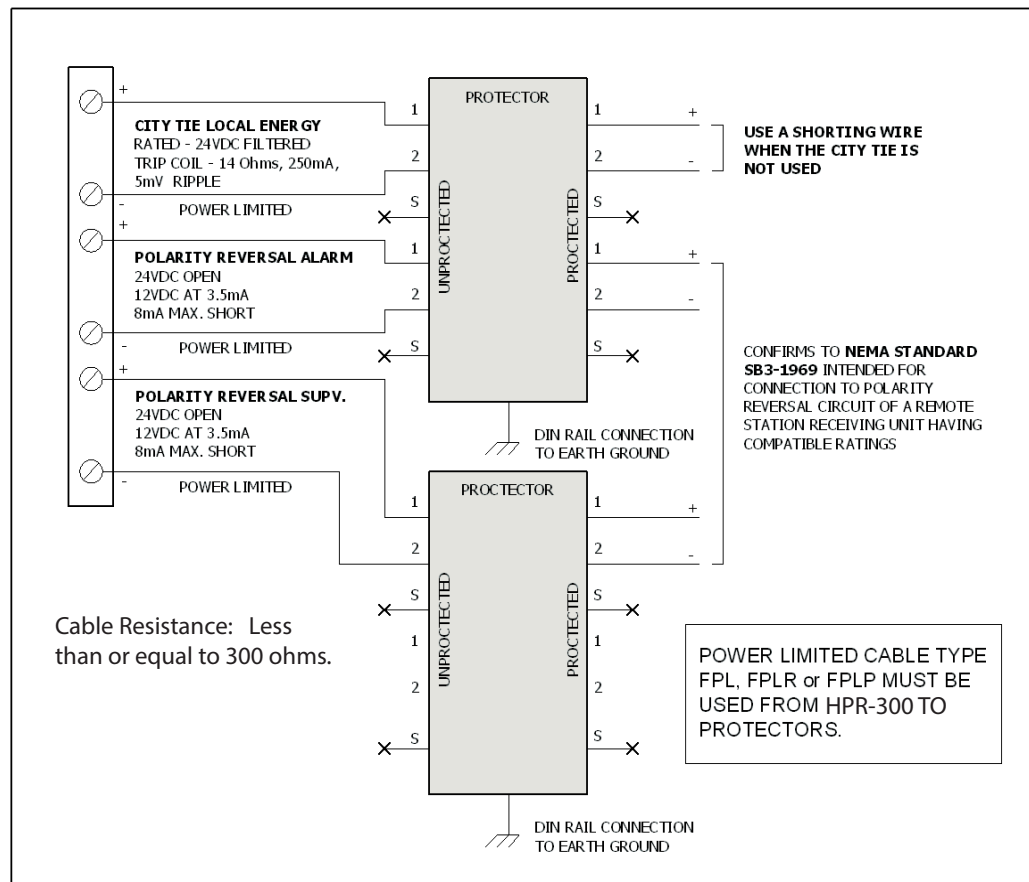 +
CITY TIE LOCAL ENERGY
RATED - 24VDC FILTERED
TRIP COIL - 14 Ohms, 250mA,
5mV RIPPLE
-
POWER LIMITED
+
POLARITY REVERSAL ALARM
24VDC OPEN
12VDC AT 3.5mA
8mA MAX. SHORT
-
POWER LIMITED
+
POLARITY REVERSAL SUPV.
24VDC OPEN
12VDC AT 3.5mA
8mA MAX. SHORT
-
POWER LIMITED
Cable Resistance: Less
than or equal to 300 ohms.
PROTECTOR
UNPROCTECTED
PROCTECTED
1
2
S
1
2
S
1
2
S
1
2
S
+
-
+
-
DIN RAIL CONNECTION
TO EARTH GROUND
USE A SHORTING WIRE
WHEN THE CITY TIE IS
NOT USED
CONFIRMS TO NEMA STANDARD
SB3-1969 INTENDED FOR
CONNECTION TO POLARITY
REVERSAL CIRCUIT OF A REMOTE
STATION RECEIVING UNIT HAVING
COMPATIBLE RATINGS
PROCTECTOR
UNPROCTECTED
PROCTECTED
1
2
S
1
2
S
1
2
S
1
2
S
+
-
DIN RAIL CONNECTION
TO EARTH GROUND
POWER LIMITED CABLE TYPE
FPL, FPLR or FPLP MUST BE
USED FROM HPR-300 TO
PROTECTORS.